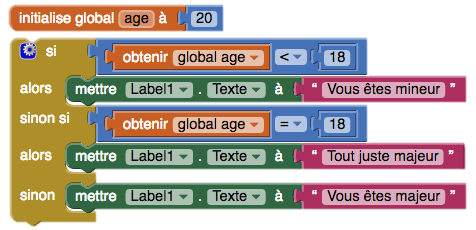 initialise global age à 20
si obtenir global age < 18
alors mettre Label1 . Texte à " Vous êtes mineur "
sinon si obtenir global age = 18
alors mettre Label1 . Texte à " Tout juste majeur "
sinon mettre Label1 . Texte à " Vous êtes majeur "